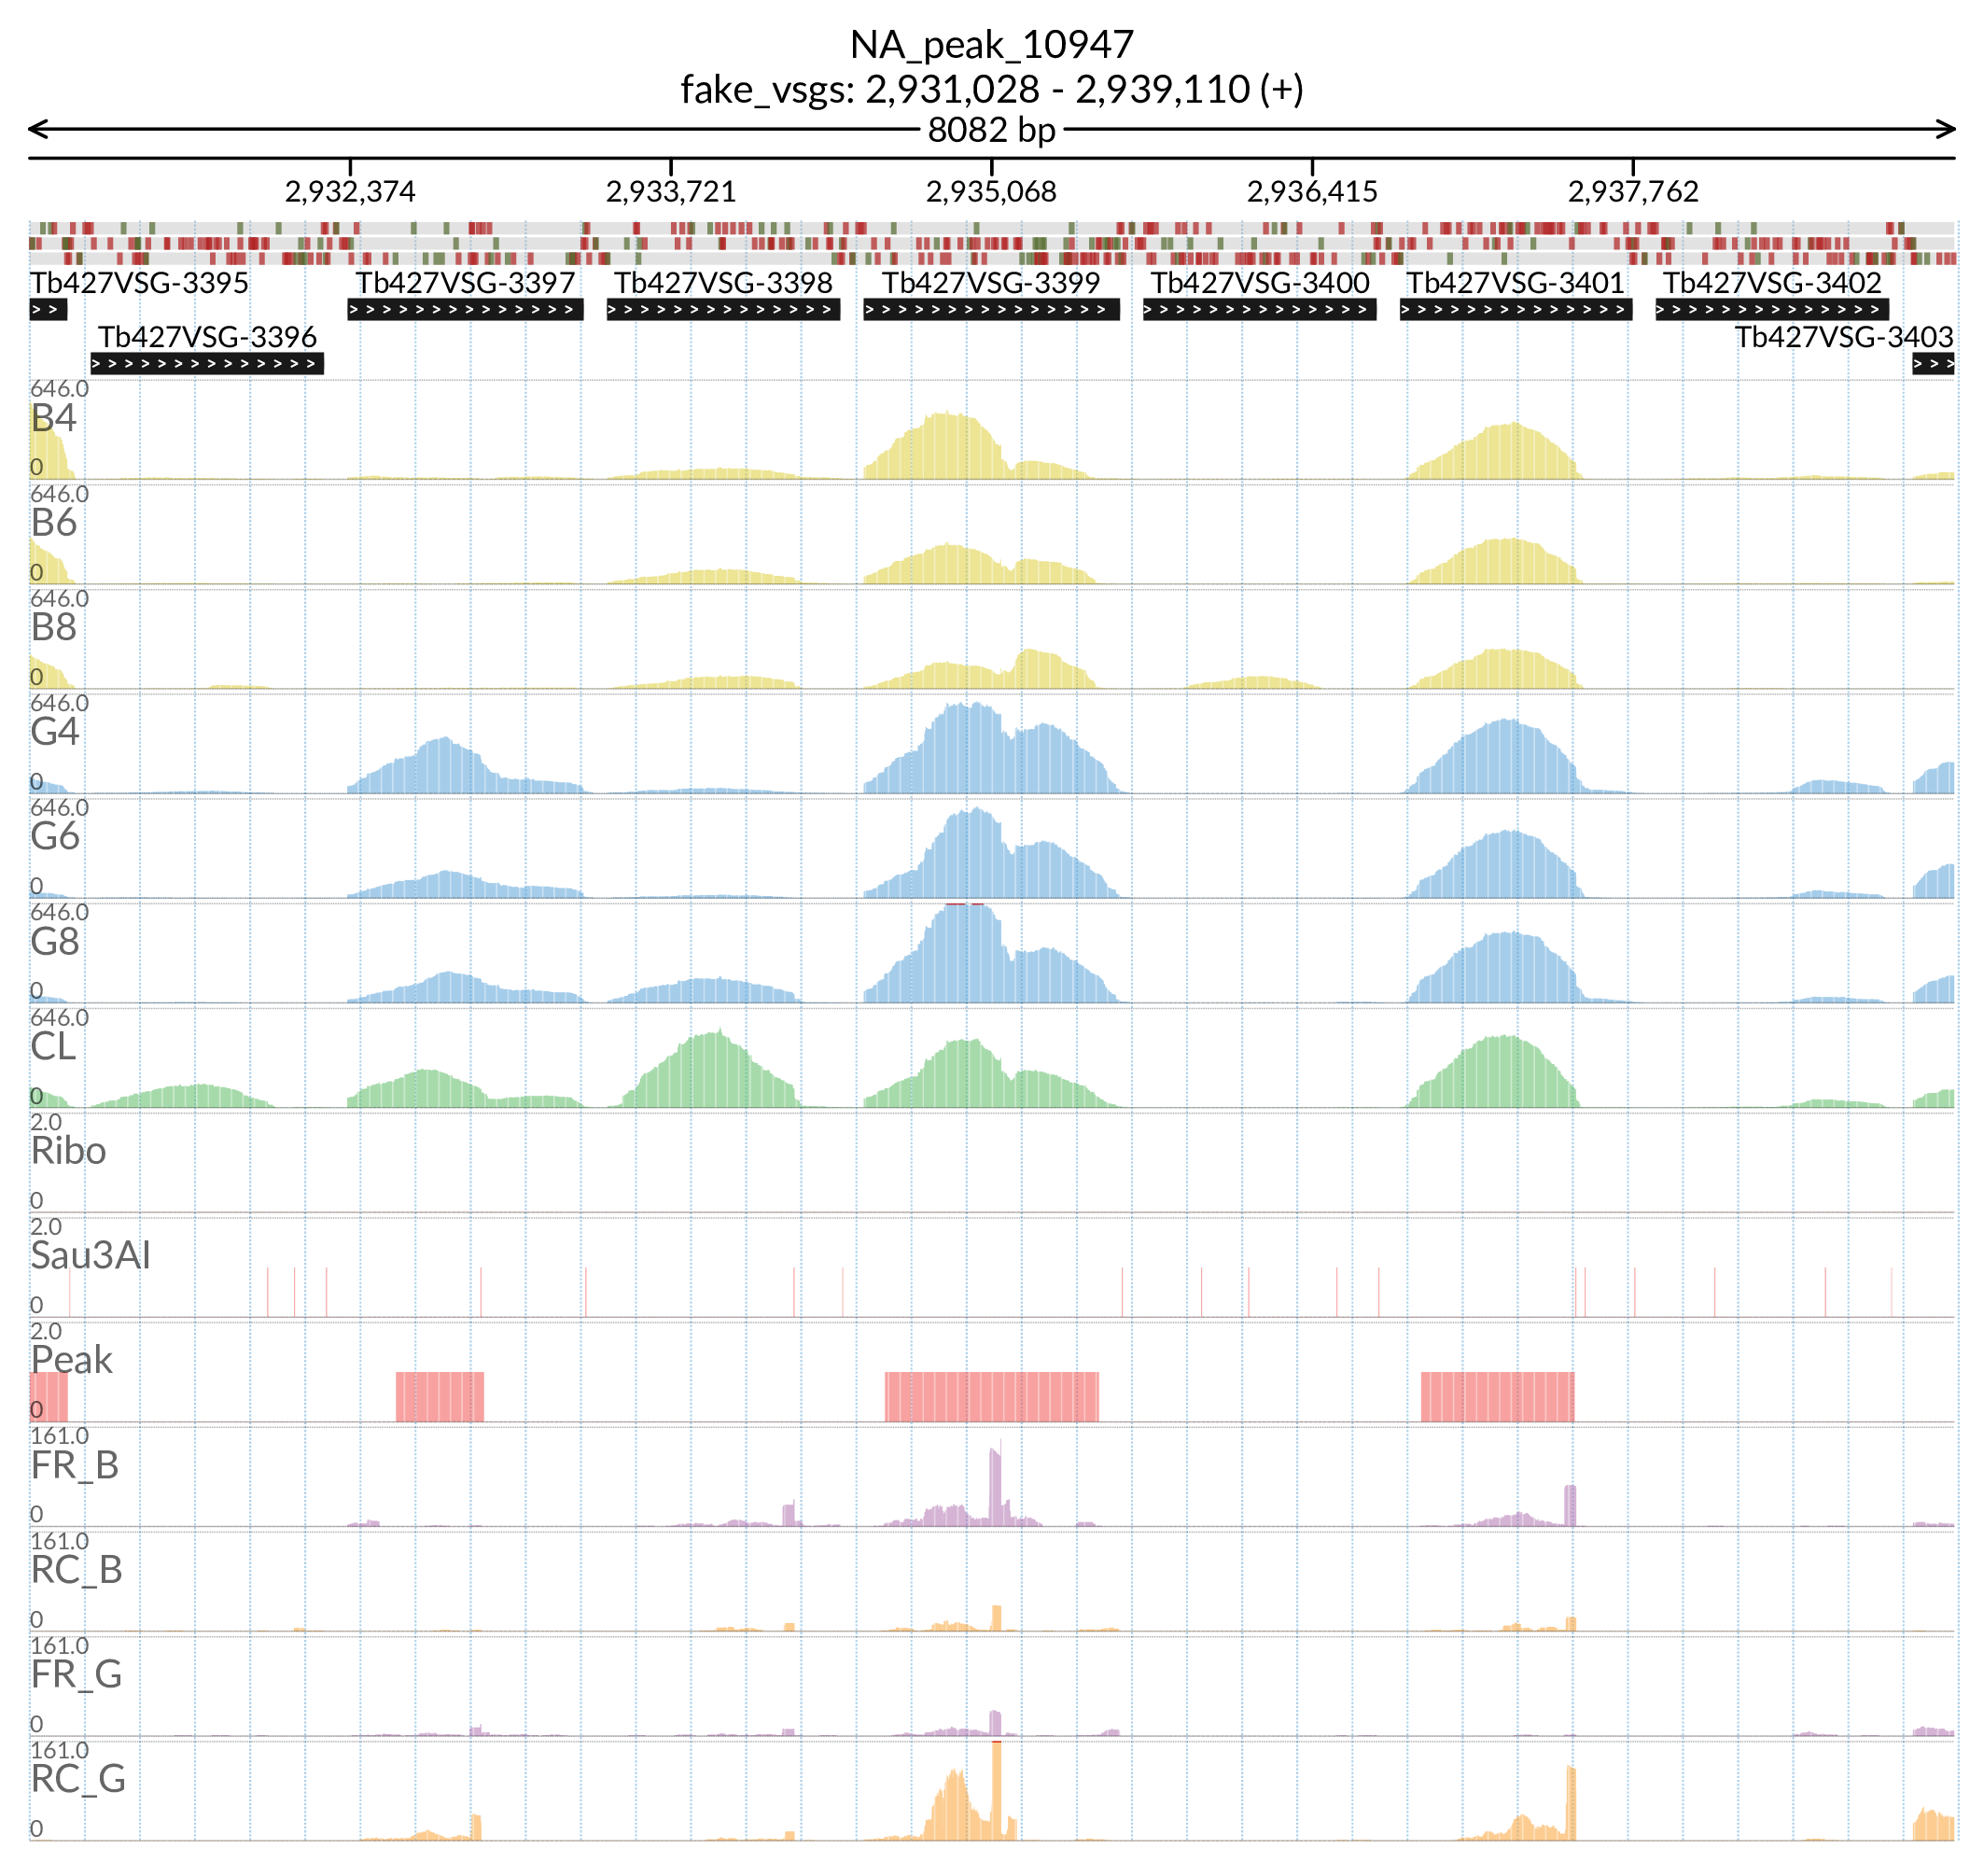 NA_peak_10947
fake_vsgs: 2,931,028 - 2,939,110 (+)
8082 bp
2,932,374 2,933,721 2,935,068 2,936,415 2,937,762
Tb427VSG-3395 Tb427VSG-3397 Tb427VSG-3398 Tb427VSG-3399 Tb427VSG-3400 Tb427VSG-3401 Tb427VSG-3402
Tb427VSG-3396 Tb427VSG-3403
646.0
B4
0
646.0
B6
0
646.0
B8
0
646.0
G4
0
646.0
G6
0
646.0
G8
0
646.0
CL
0
2.0
Ribo
0
2.0
Sau3AI
0
2.0
Peak
0
161.0
FR_B
0
161.0
RC_B
0
161.0
FR_G
0
161.0
RC_G
0